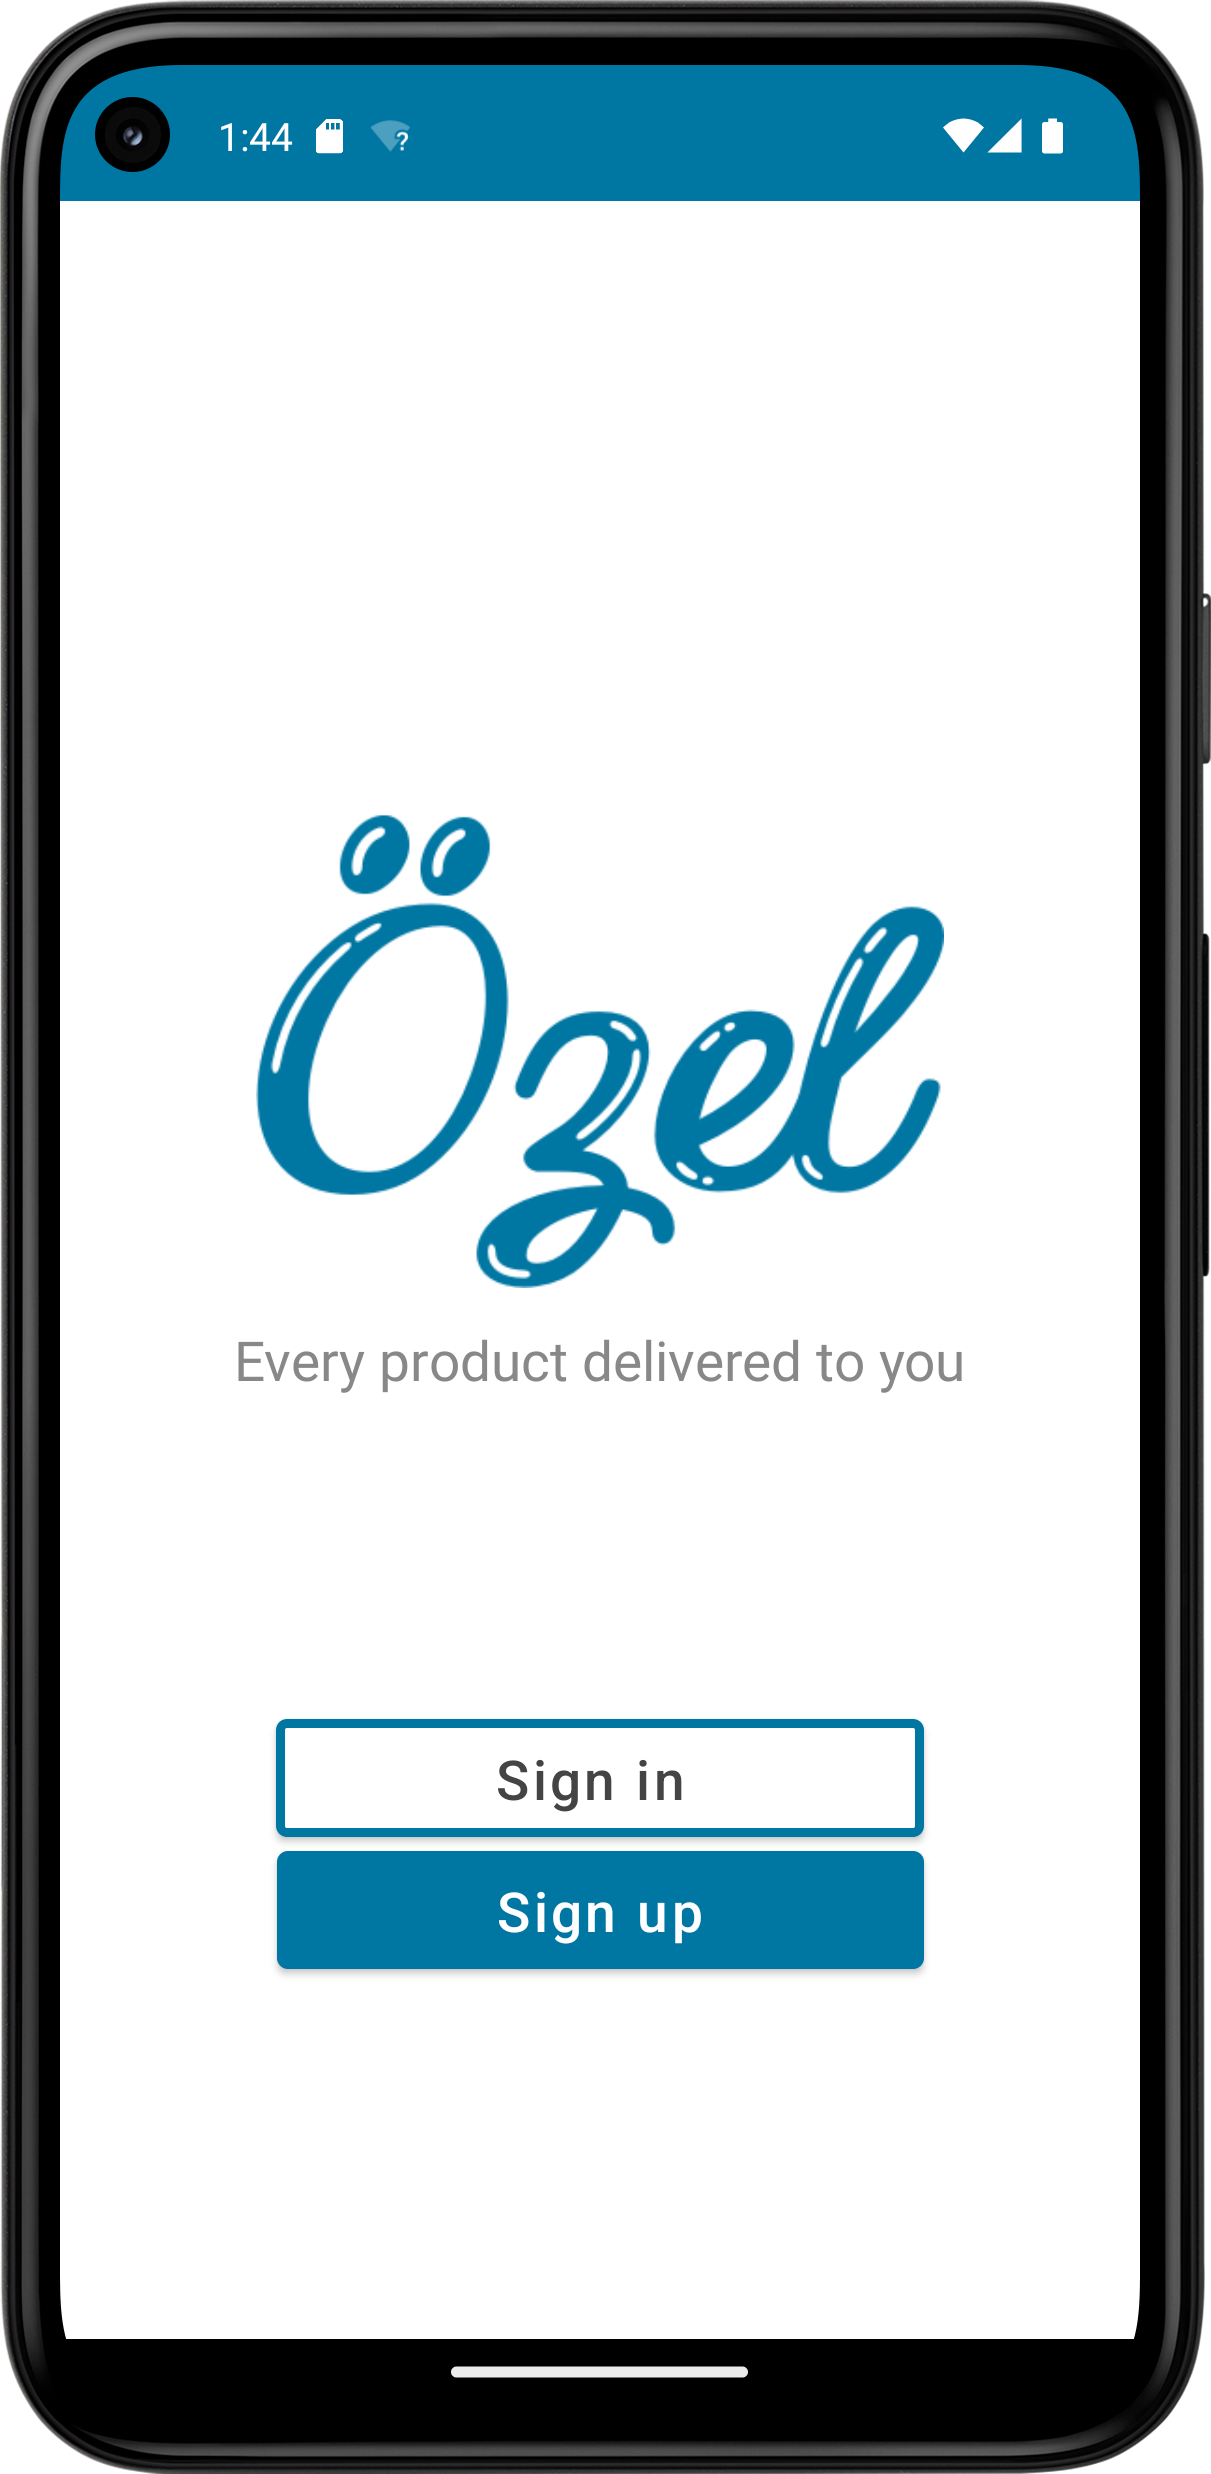 1:44
Özel
Every product delivered to you
Sign in
Sign up